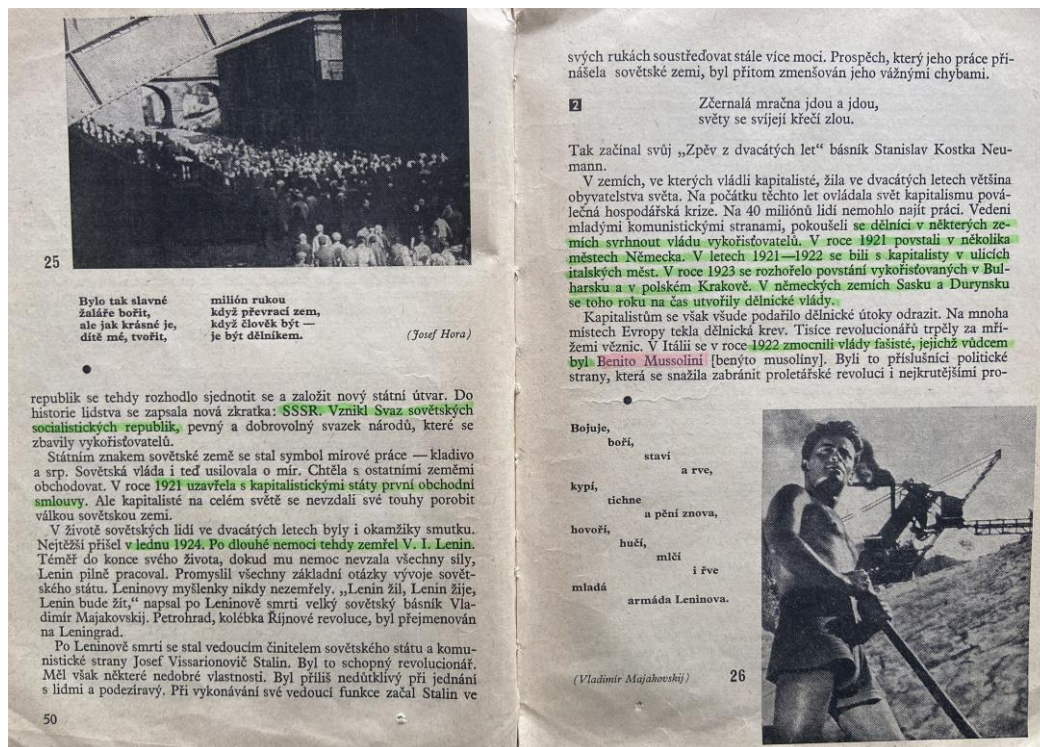 25
Bylo tak slavné
žaláře bořit,
ale jak krásné je,
dítě mé, tvořit,
milión rukou
když převrací zem,
když člověk být —
je být dělníkem.
(Josef Hora)
republik se tehdy rozhodlo sjednotit se a založit nový státní útvar. Do
historie lidstva se zapsala nová zkratka: SSSR. Vznikl Svaz sovětských
socialistických republik, pevný a dobrovolný svazek národů, které se
zbavily vykořisťovatelů.
Státním znakem sovětské země se stal symbol mírové práce — kladivo
a srp. Sovětská vláda i teď usilovala o mír. Chtěla s ostatními zeměmi
obchodovat. V roce 1921 uzavřela s kapitalistickými státy první obchodní
smlouvy. Ale kapitalisté na celém světě se nevzdali své touhy porobit
válkou sovětskou zemi.
V životě sovětských lidí ve dvacátých letech byly i okamžiky smutku.
Nejtěžší přišel v lednu 1924. Po dlouhé nemoci tehdy zemřel V. I. Lenin.
Téměř do konce svého života, dokud mu nemoc nevzala všechny síly,
Lenin pilně pracoval. Promyslil všechny základní otázky vývoje sovět-
ského státu. Leninovy myšlenky nikdy nezemřely. „Lenin žil, Lenin žije,
Lenin bude žít,“ napsal po Leninově smrti velký sovětský básník Vla-
dimír Majakovskij. Petrohrad, kolébka Říjnové revoluce, byl přejmenován
na Leningrad.
Po Leninově smrti se stal vedoucím činitelem sovětského státu a komu-
nistické strany Josef Vissarionovič Stalin. Byl to schopný revolucionář.
Měl však některé nedobré vlastnosti. Byl příliš nedůtklivý při jednání
s lidmi a podezíravý. Při vykonávání své vedoucí funkce začal Stalin ve
50
svých rukách soustřeďovat stále více moci. Prospěch, který jeho práce při-
nášela sovětské zemi, byl přitom zmenšován jeho vážnými chybami.
2
Zčernalá mračna jdou a jdou,
světy se svíjejí křečí zlou.
Tak začínal svůj „Zpěv z dvacátých let“ básník Stanislav Kostka Neu-
mann.
V zemích, ve kterých vládli kapitalisté, žila ve dvacátých letech většina
obyvatelstva světa. Na počátku těchto let ovládala svět kapitalismu pová-
lečná hospodářská krize. Na 40 miliónů lidí nemohlo najít práci. Vedeni
mladými komunistickými stranami, pokoušeli se dělníci v některých ze-
mích svrhnout vládu vykořisťovatelů. V roce 1921 povstali v několika
městech Německa. V letech 1921—1922 se bili s kapitalisty v ulicích
italských měst. V roce 1923 se rozhořelo povstání vykořisťovaných v Bul-
harsku a v polském Krakově. V německých zemích Sasku a Durynsku
se toho roku na čas utvořily dělnické vlády.
Kapitalistům se však všude podařilo dělnické útoky odrazit. Na mnoha
místech Evropy tekla dělnická krev. Tisíce revolucionářů trpěly za mří-
žemi věznic. V Itálii se v roce 1922 zmocnili vlády fašisté, jejichž vůdcem
byl Benito Mussolini [benýto musolíny]. Byli to příslušníci politické
strany, která se snažila zabránit proletářské revoluci i nejkrutějšími pro-
Bojuje,
boří,
staví
a rve,
kypí,
tichne
a pění znova,
hovoří,
hučí,
mlčí
i řve
mladá
armáda Leninova.
(Vladimír Majakovskij)
26